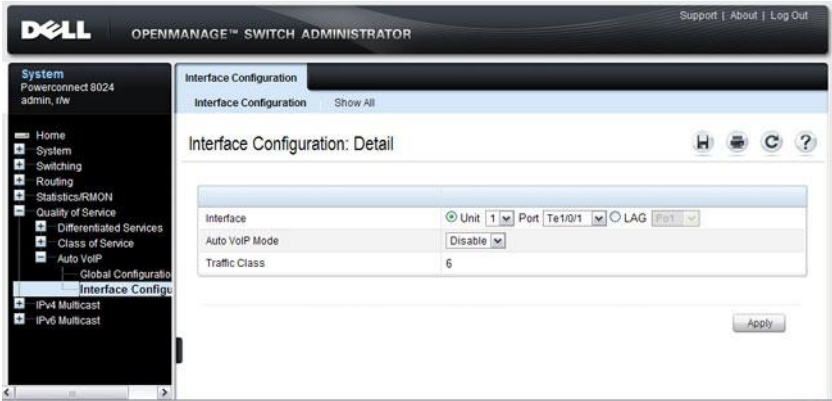 Support | About | Log Out
DELL OPENMANAGE™ SWITCH ADMINISTRATOR
System
Powerconnect 8024
admin, r/w
Home
System
Switching
Routing
Statistics/RMON
Quality of Service
Differentiated Services
Class of Service
Auto VoIP
Global Configuratio
Interface Configu
IPv4 Multicast
IPv6 Multicast
Interface Configuration
Interface Configuration Show All
Interface Configuration: Detail
H ?
Interface Unit 1 Port Te1/0/1 LAG Po1
Auto VoIP Mode Disable
Traffic Class 6
Apply